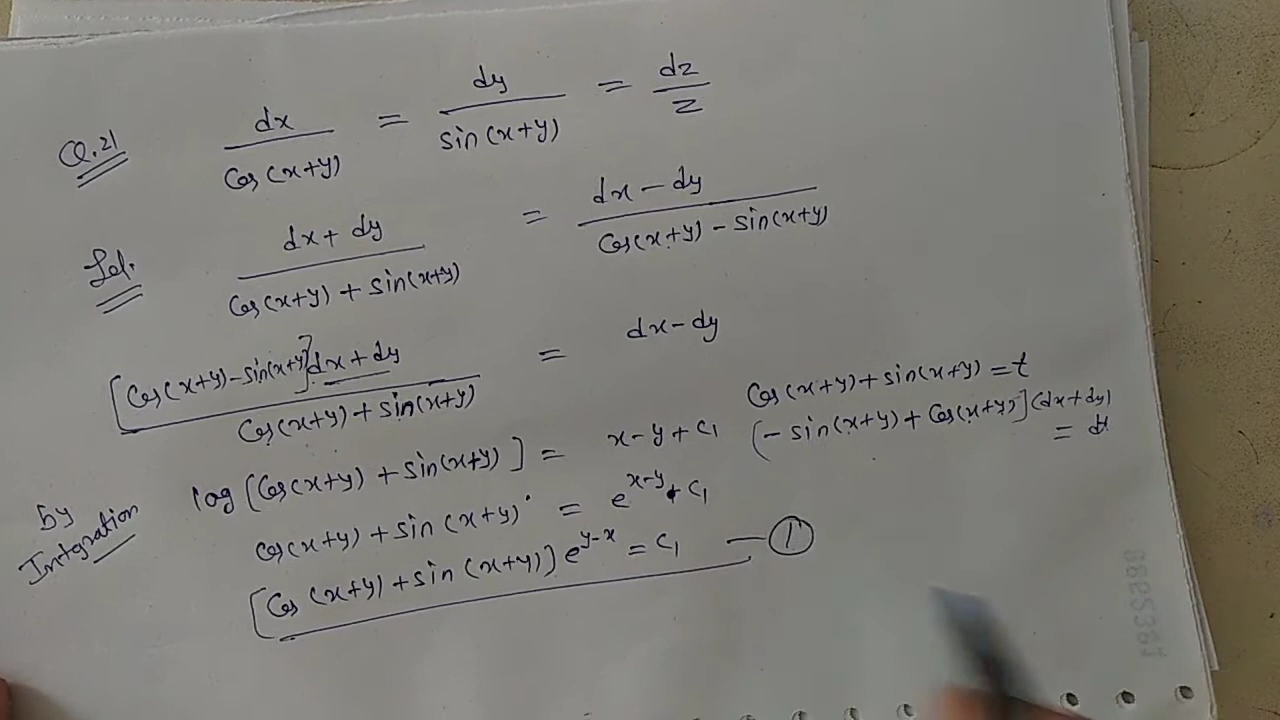 Q.21 dx/Cos(x+y) = dy/sin(x+y) = dz/z
Sol. (dx + dy)/(Cos(x+y) + sin(x+y)) = (dx - dy)/(Cos(x+y) - sin(x+y))
[Cos(x+y) - sin(x+y)] dx + dy/(Cos(x+y) + sin(x+y)) = dx - dy
Cos(x+y) + sin(x+y) = t
(- sin(x+y) + Cos(x+y)] (dx + dy) = dt
by Integration log [Cos(x+y) + sin(x+y)] = x - y + c₁
Cos(x+y) + sin(x+y) = e^(x-y) + c₁
[Cos(x+y) + sin(x+y)] e^(y-x) = c₁ — ①
8895381